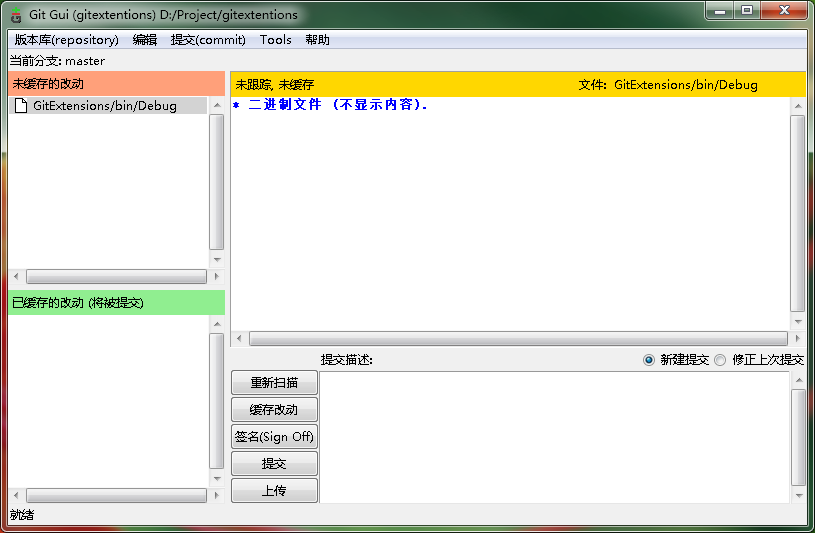 Git Gui (gitextentions) D:/Project/gitextentions
版本库(repository) 编辑 提交(commit) Tools 帮助
当前分支: master
未缓存的改动
GitExtensions/bin/Debug
未跟踪, 未缓存 文件: GitExtensions/bin/Debug
* 二进制文件 (不显示内容).
已缓存的改动 (将被提交)
提交描述: 新建提交 修正上次提交
重新扫描
缓存改动
签名(Sign Off)
提交
上传
就绪